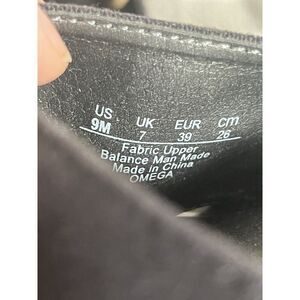 US UK EUR cm
9M 7 39 26
Fabric Upper
Balance Man Made
Made in China
OMEGA